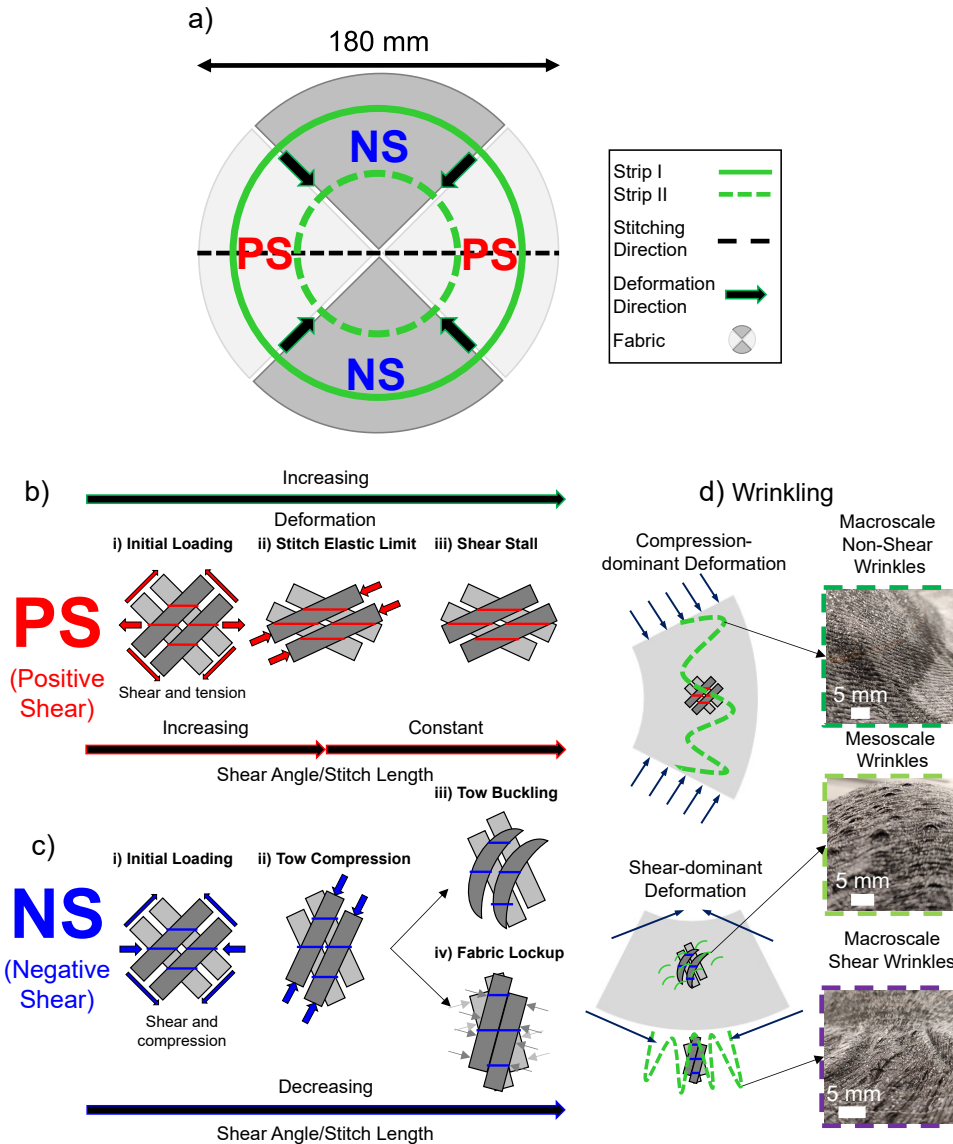 a)
180 mm
NS
PS
PS
NS
Strip I
Strip II
Stitching
Direction
Deformation
Direction
Fabric
b)
Increasing
Deformation
i) Initial Loading
ii) Stitch Elastic Limit
iii) Shear Stall
PS
(Positive
Shear)
Shear and tension
Increasing
Constant
Shear Angle/Stitch Length
c)
i) Initial Loading
ii) Tow Compression
iii) Tow Buckling
iv) Fabric Lockup
NS
(Negative
Shear)
Shear and
compression
Decreasing
Shear Angle/Stitch Length
d) Wrinkling
Compression-
dominant Deformation
Macroscale
Non-Shear
Wrinkles
5 mm
Mesoscale
Wrinkles
5 mm
Shear-dominant
Deformation
Macroscale
Shear Wrinkles
5 mm